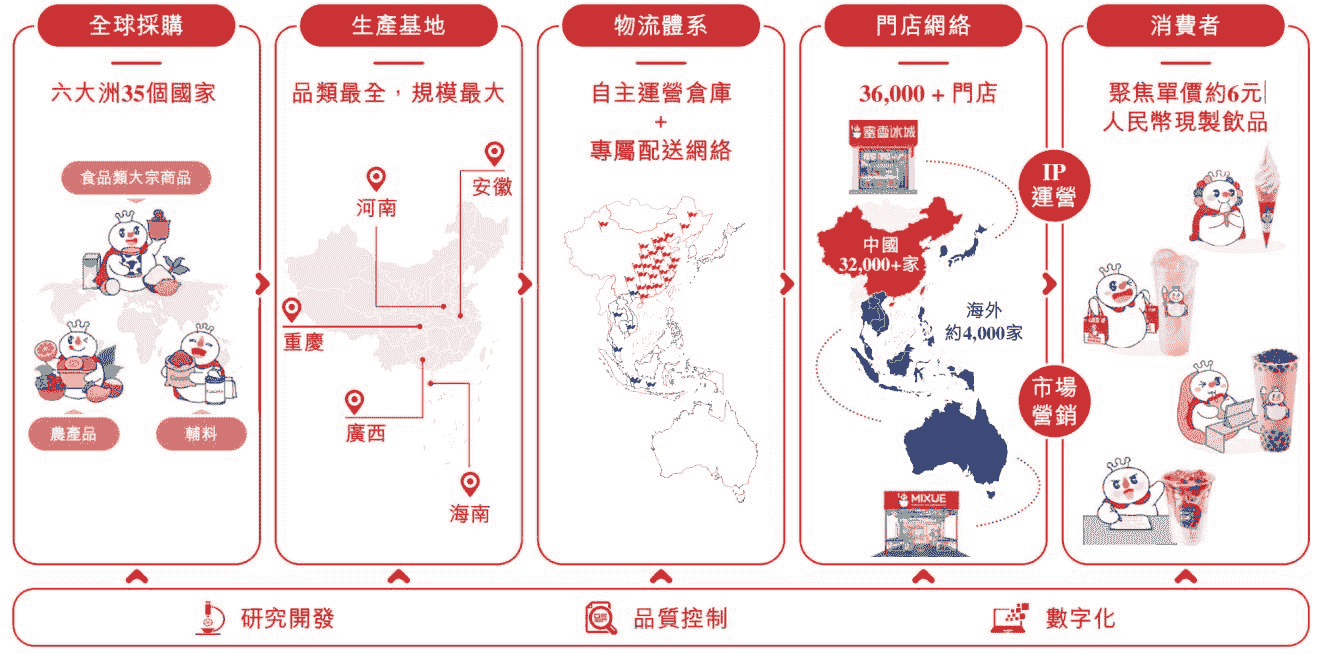 全球採購
六大洲35個國家
食品類大宗商品
農產品
輔料
生產基地
品類最全，規模最大
安徽
河南
重慶
廣西
海南
物流體系
自主運營倉庫
+
專屬配送網絡
門店網絡
36,000 + 門店
蜜雪冰城
中國
32,000+家
海外
約4,000家
MIXUE
IP
運營
市場
營銷
消費者
聚焦單價約6元
人民幣現製飲品
研究開發
品質控制
數字化